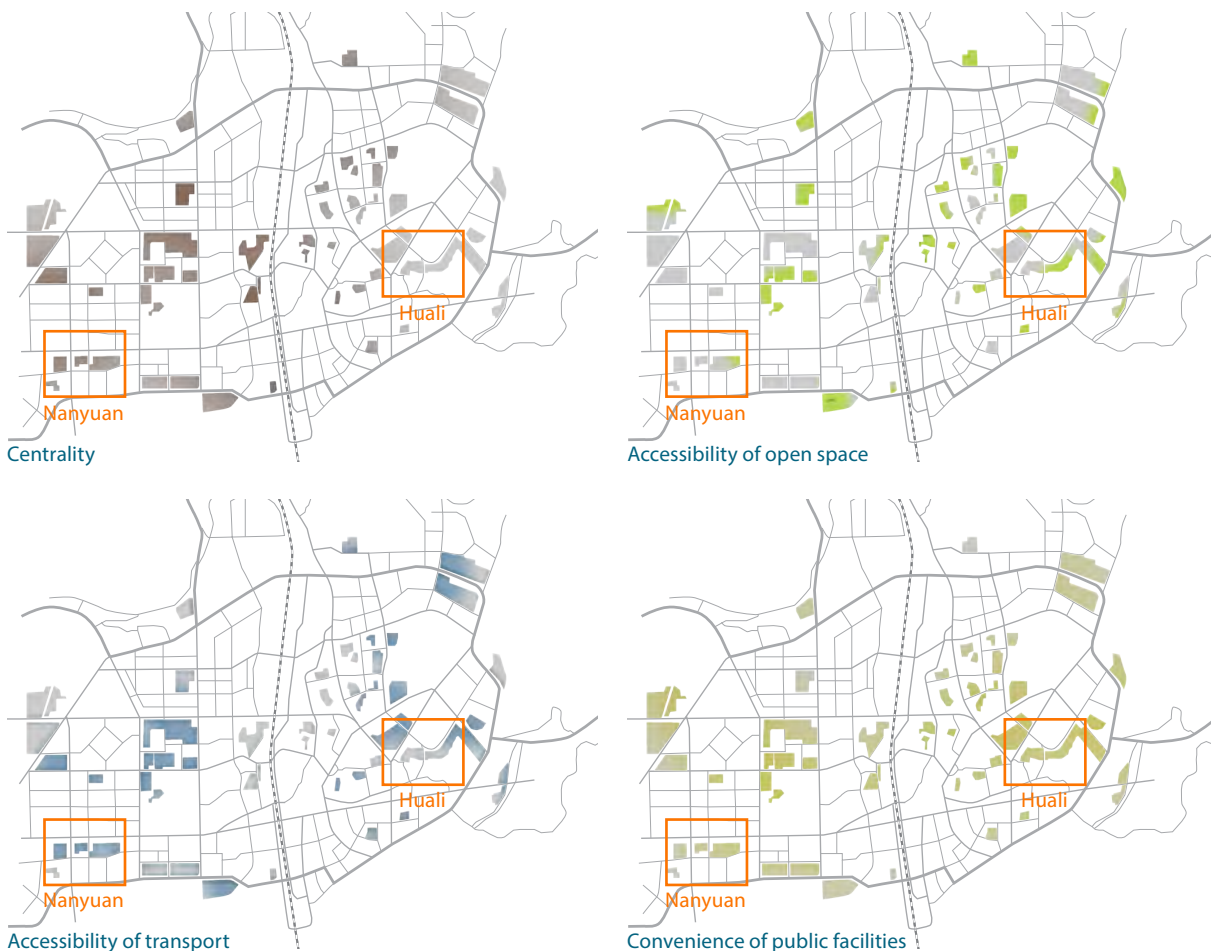 Huali
Nanyuan
Centrality
Huali
Nanyuan
Accessibility of open space
Huali
Nanyuan
Accessibility of transport
Huali
Nanyuan
Convenience of public facilities